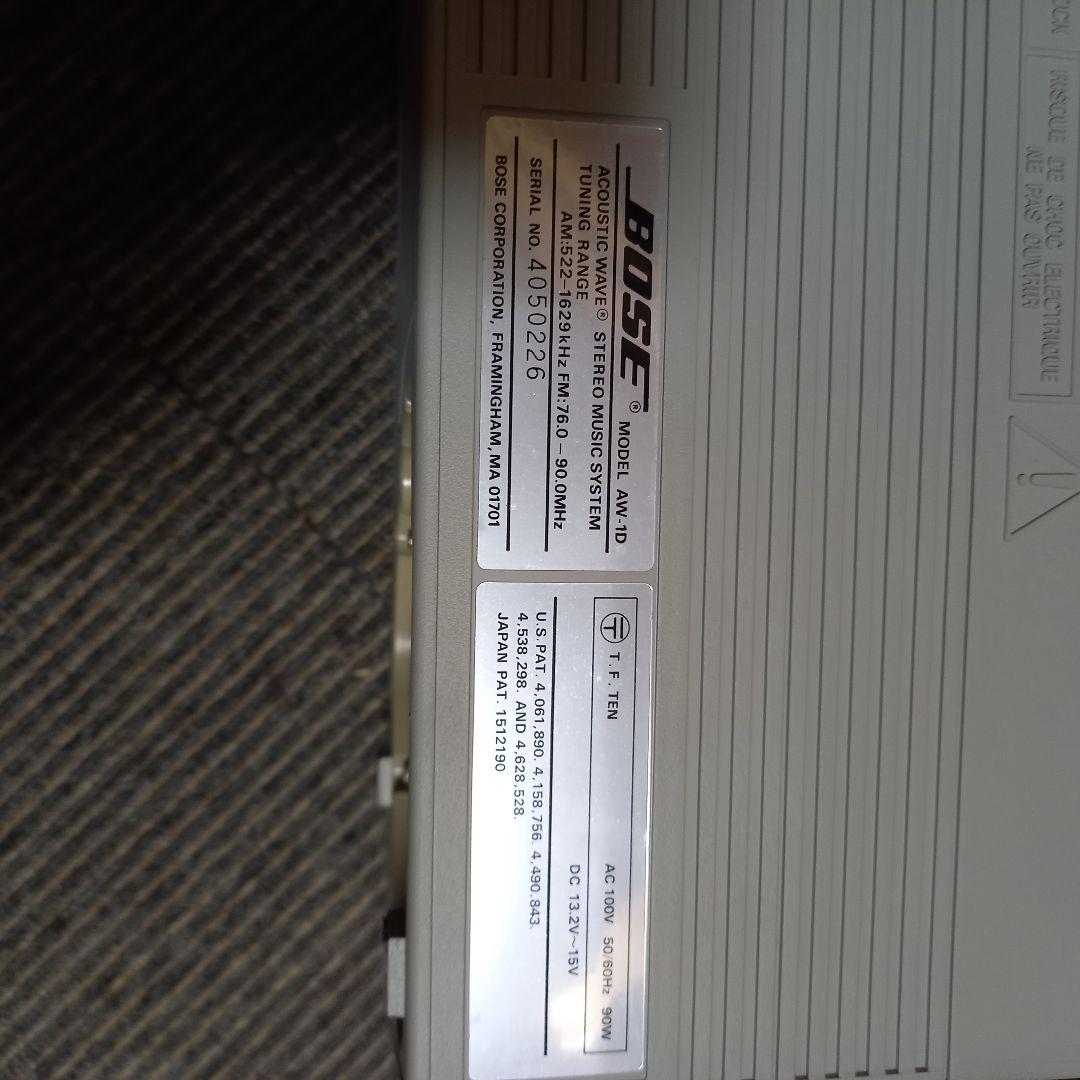 OCK
RISQUE DE CHOC ELECTRIQUE
NE PAS OUVRIR
BOSE® MODEL AW-1D
ACOUSTIC WAVE® STEREO MUSIC SYSTEM
TUNING RANGE
AM:522-1629kHz FM:76.0-90.0MHz
SERIAL NO. 4050226
BOSE CORPORATION, FRAMINGHAM, MA 01701
T. F. TEN AC 100V 50/60Hz 90W
DC 13.2V~15V
U.S. PAT. 4,061,890. 4,158,756. 4,490,843.
4,538,298. AND 4,628,528.
JAPAN PAT. 1512190